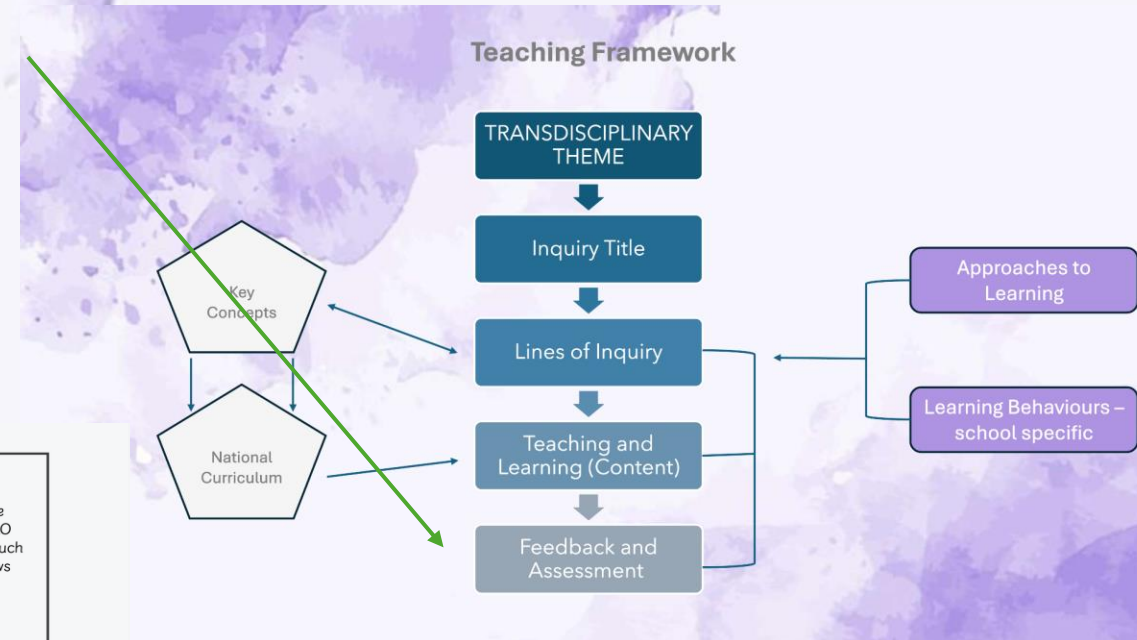 Teaching Framework
TRANSDISCIPLINARY
THEME
Inquiry Title
Key
Concepts
Lines of Inquiry
Approaches to
Learning
National
Curriculum
Teaching and
Learning (Content)
Learning Behaviours –
school specific
Feedback and
Assessment